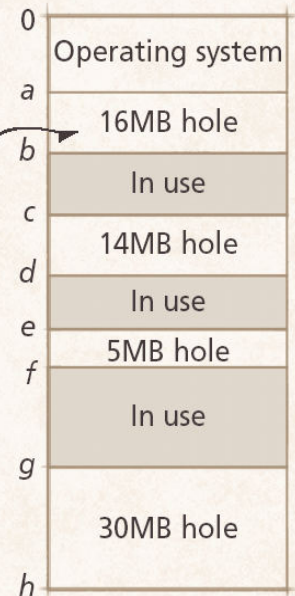 0
Operating system
a
16MB hole
b
In use
c
14MB hole
d
In use
e
5MB hole
f
In use
g
30MB hole
h